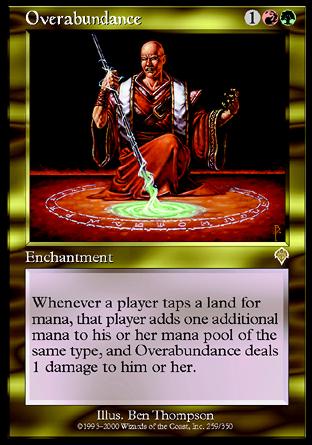 Overabundance 1
Enchantment
Whenever a player taps a land for
mana, that player adds one additional
mana to his or her mana pool of the
same type, and Overabundance deals
1 damage to him or her.
Illus. Ben Thompson
©1993-2000 Wizards of the Coast, Inc. 259/350